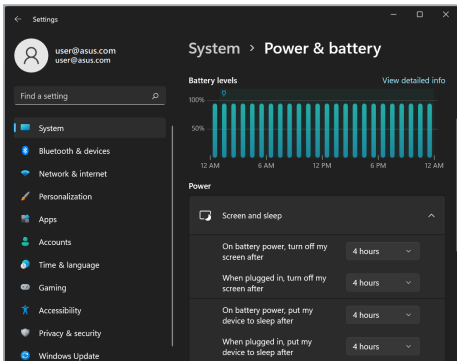 Settings
user@asus.com
user@asus.com
Find a setting
System
Bluetooth & devices
Network & internet
Personalization
Apps
Accounts
Time & language
Gaming
Accessibility
Privacy & security
Windows Update
System > Power & battery
Battery levels
View detailed info
100%
50%
12 AM 6 AM 12 PM 6 PM 12 AM
Power
Screen and sleep
On battery power, turn off my
screen after
4 hours
When plugged in, turn off my
screen after
4 hours
On battery power, put my
device to sleep after
4 hours
When plugged in, put my
device to sleep after
4 hours